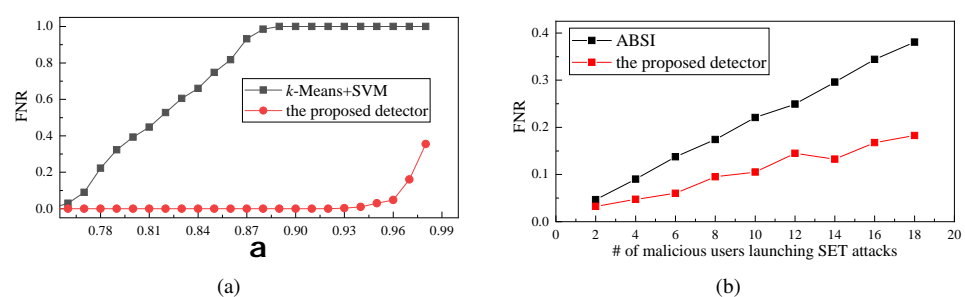 1.0
0.8
0.6
0.4
0.2
0.0
FNR
k-Means+SVM
the proposed detector
0.78 0.81 0.84 0.87 0.90 0.93 0.96 0.99
a
(a)
0.4
0.3
0.2
0.1
0.0
FNR
ABSI
the proposed detector
0 2 4 6 8 10 12 14 16 18 20
# of malicious users launching SET attacks
(b)